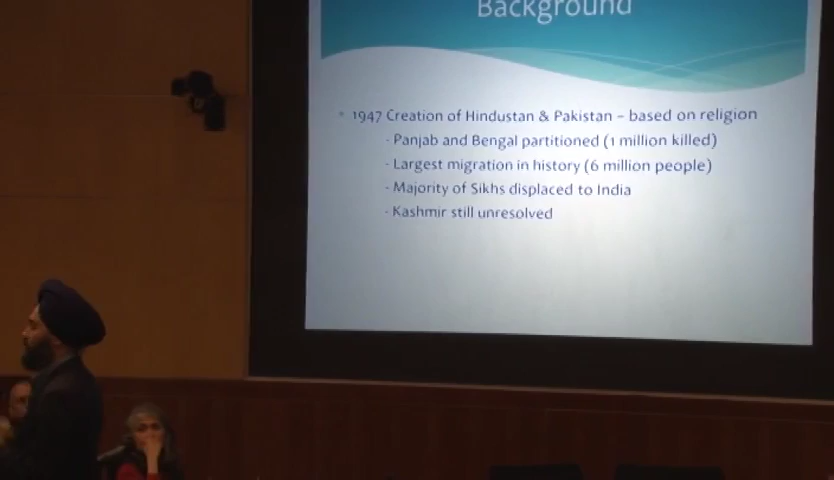 Background
• 1947 Creation of Hindustan & Pakistan – based on religion
- Panjab and Bengal partitioned (1 million killed)
- Largest migration in history (6 million people)
- Majority of Sikhs displaced to India
- Kashmir still unresolved